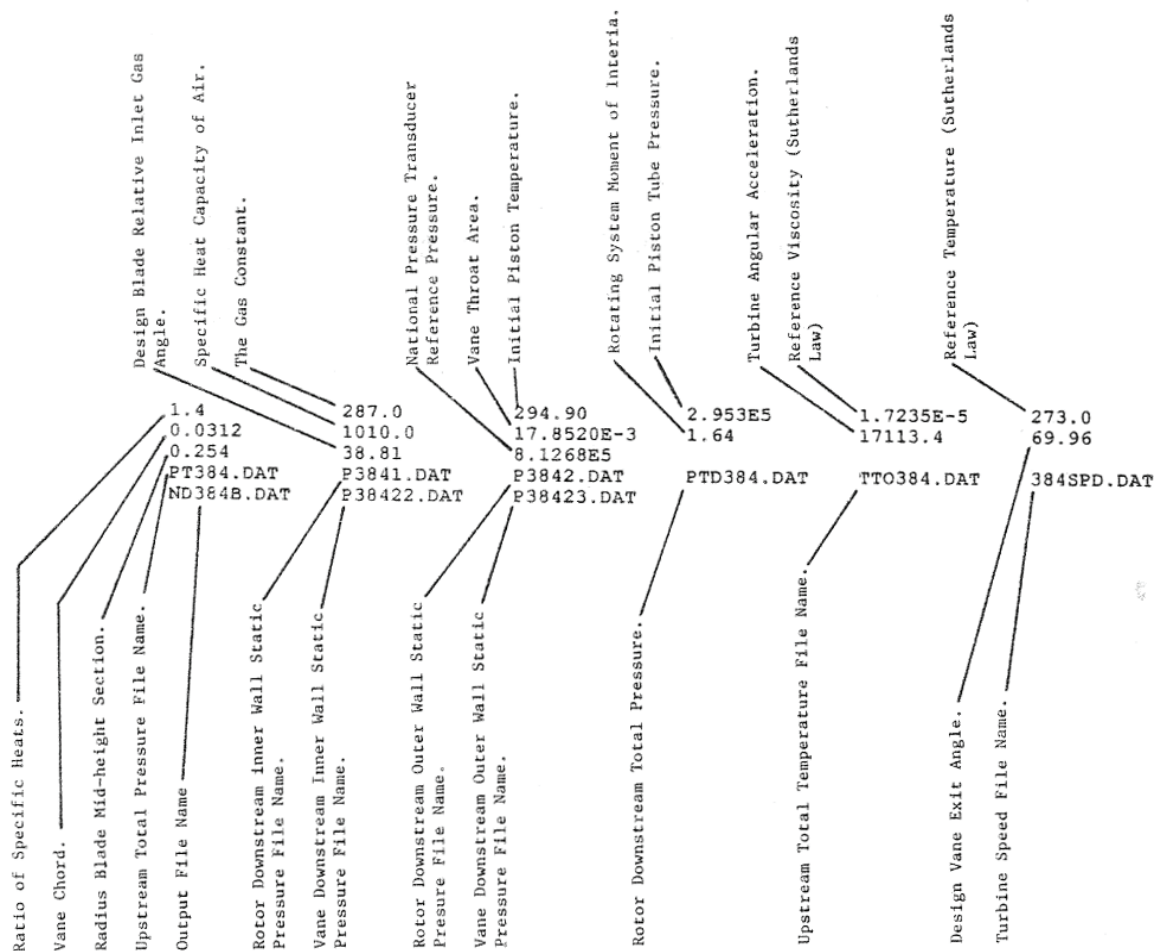 Design Blade Relative Inlet Gas
Angle.
Specific Heat Capacity of Air.
The Gas Constant.
National Pressure Transducer
Reference Pressure.
Vane Throat Area.
Initial Piston Temperature.
Rotating System Moment of Interia.
Initial Piston Tube Pressure.
Turbine Angular Acceleration.
Reference Viscosity (Sutherlands
Law)
Reference Temperature (Sutherlands
Law)
1.4 287.0 294.90 2.953E5 1.7235E-5 273.0
0.0312 1010.0 17.8520E-3 1.64 17113.4 69.96
0.254 38.81 8.1268E5
PT384.DAT P3841.DAT P3842.DAT PTD384.DAT TTO384.DAT 384SPD.DAT
ND384B.DAT P38422.DAT P38423.DAT
Ratio of Specific Heats.
Vane Chord.
Radius Blade Mid-height Section.
Upstream Total Pressure File Name.
Output File Name
Rotor Downstream inner Wall Static
Pressure File Name.
Vane Downstream Inner Wall Static
Pressure File Name.
Rotor Downstream Outer Wall Static
Presure File Name.
Vane Downstream Outer Wall Static
Pressure File Name.
Rotor Downstream Total Pressure.
Upstream Total Temperature File Name.
Design Vane Exit Angle.
Turbine Speed File Name.